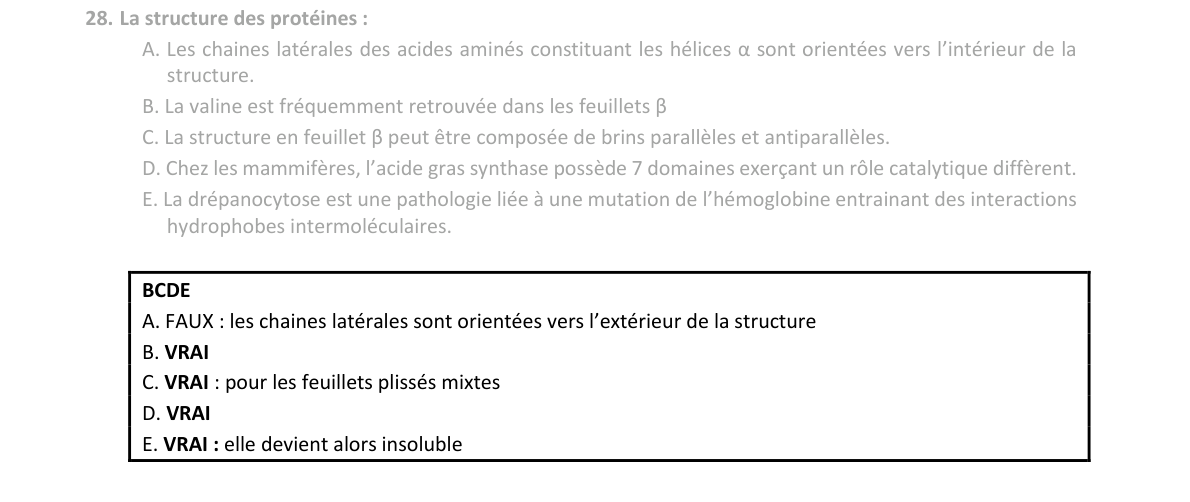 28. La structure des protéines :
A. Les chaines latérales des acides aminés constituant les hélices α sont orientées vers l’intérieur de la
structure.
B. La valine est fréquemment retrouvée dans les feuillets β
C. La structure en feuillet β peut être composée de brins parallèles et antiparallèles.
D. Chez les mammifères, l’acide gras synthase possède 7 domaines exerçant un rôle catalytique diffèrent.
E. La drépanocytose est une pathologie liée à une mutation de l’hémoglobine entrainant des interactions
hydrophobes intermoléculaires.
BCDE
A. FAUX : les chaines latérales sont orientées vers l’extérieur de la structure
B. VRAI
C. VRAI : pour les feuillets plissés mixtes
D. VRAI
E. VRAI : elle devient alors insoluble